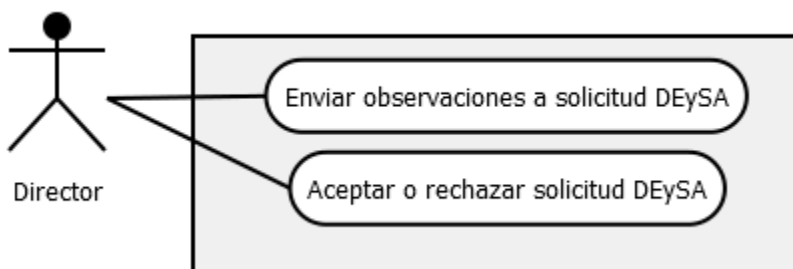 Enviar observaciones a solicitud DEySA
Aceptar o rechazar solicitud DEySA
Director